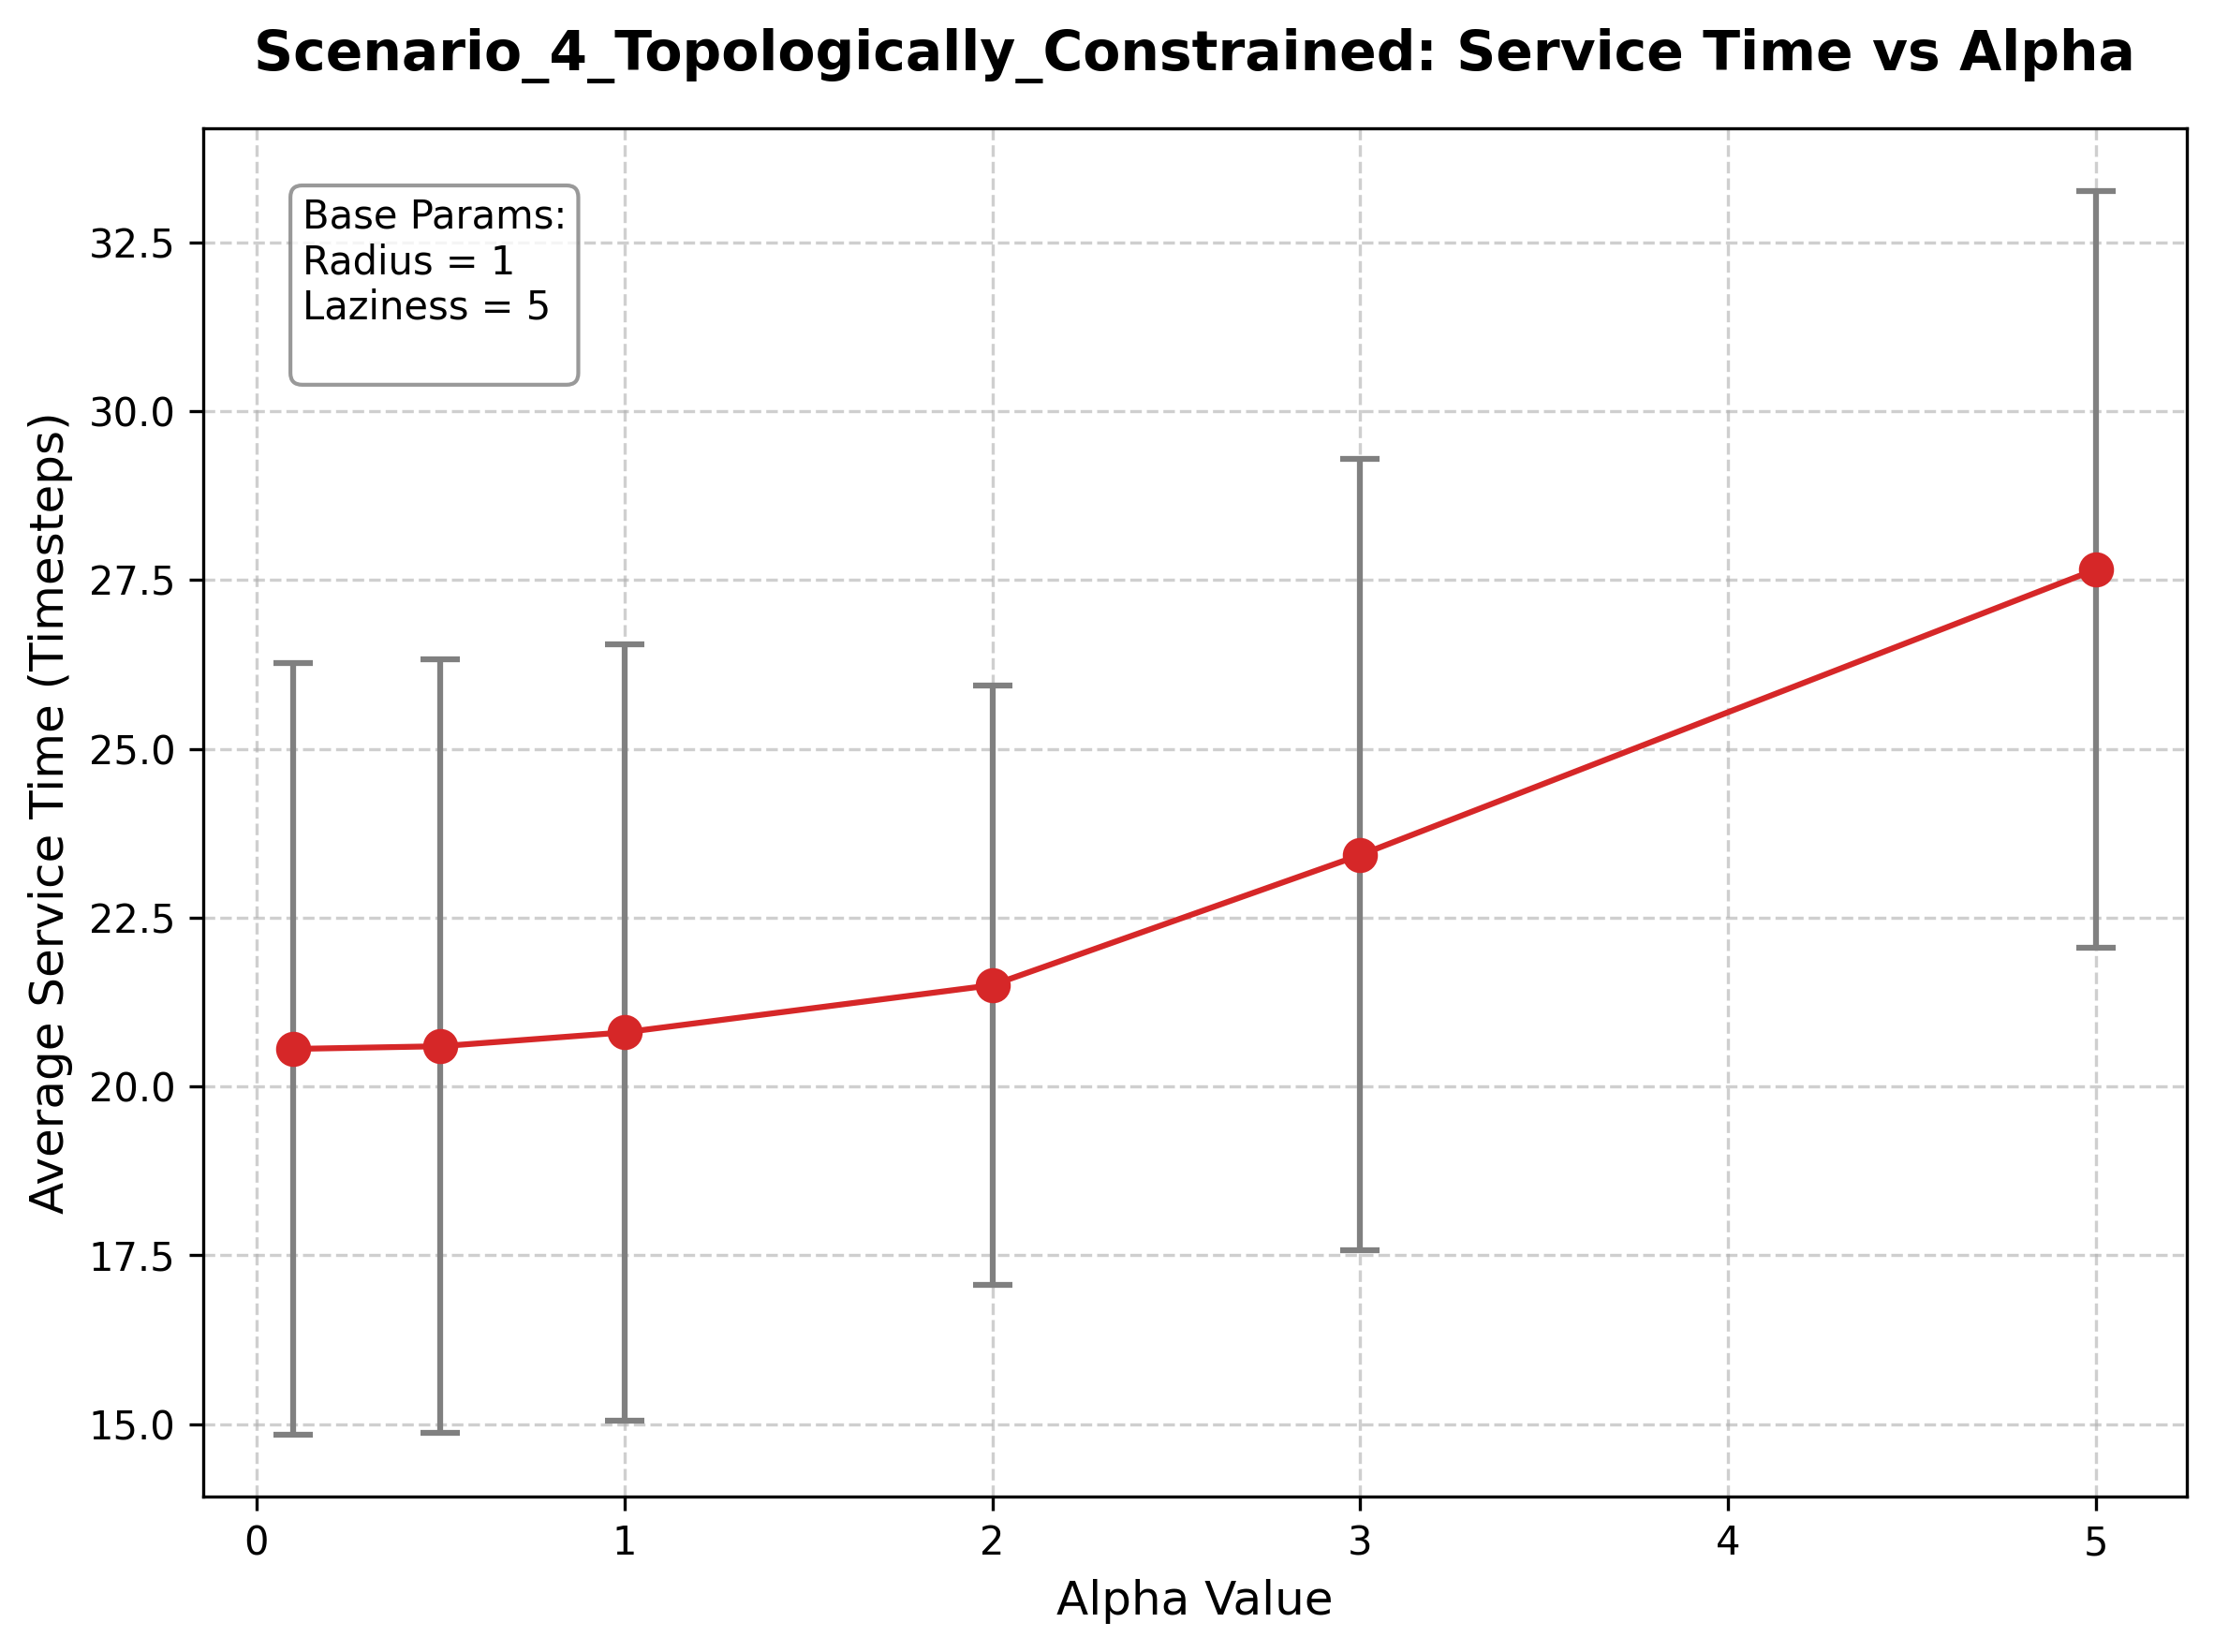 Scenario_4_Topologically_Constrained: Service Time vs Alpha
Base Params:
Radius = 1
Laziness = 5
Average Service Time (Timesteps)
32.5
30.0
27.5
25.0
22.5
20.0
17.5
15.0
0 1 2 3 4 5
Alpha Value